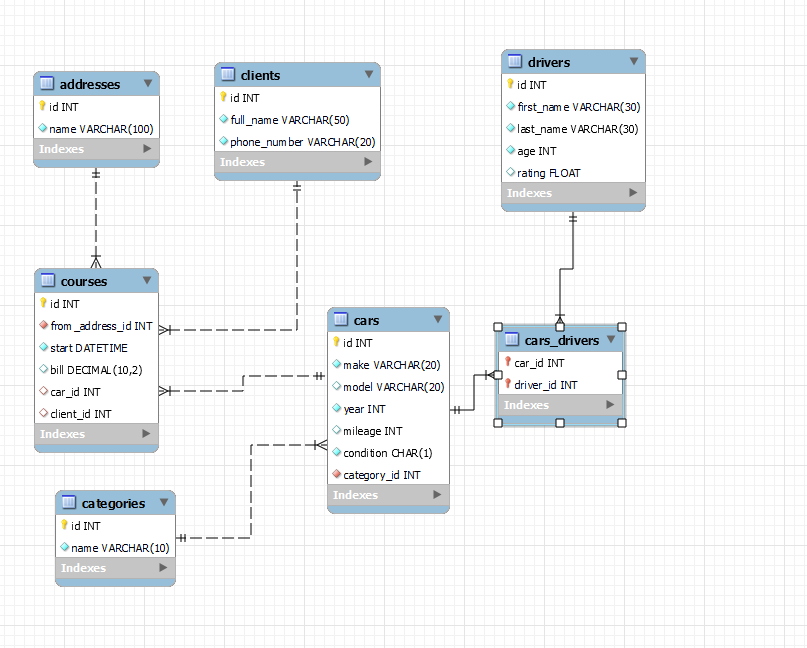 addresses
id INT
name VARCHAR(100)
Indexes
clients
id INT
full_name VARCHAR(50)
phone_number VARCHAR(20)
Indexes
drivers
id INT
first_name VARCHAR(30)
last_name VARCHAR(30)
age INT
rating FLOAT
Indexes
courses
id INT
from_address_id INT
start DATETIME
bill DECIMAL(10,2)
car_id INT
client_id INT
Indexes
cars
id INT
make VARCHAR(20)
model VARCHAR(20)
year INT
mileage INT
condition CHAR(1)
category_id INT
Indexes
cars_drivers
car_id INT
driver_id INT
Indexes
categories
id INT
name VARCHAR(10)
Indexes